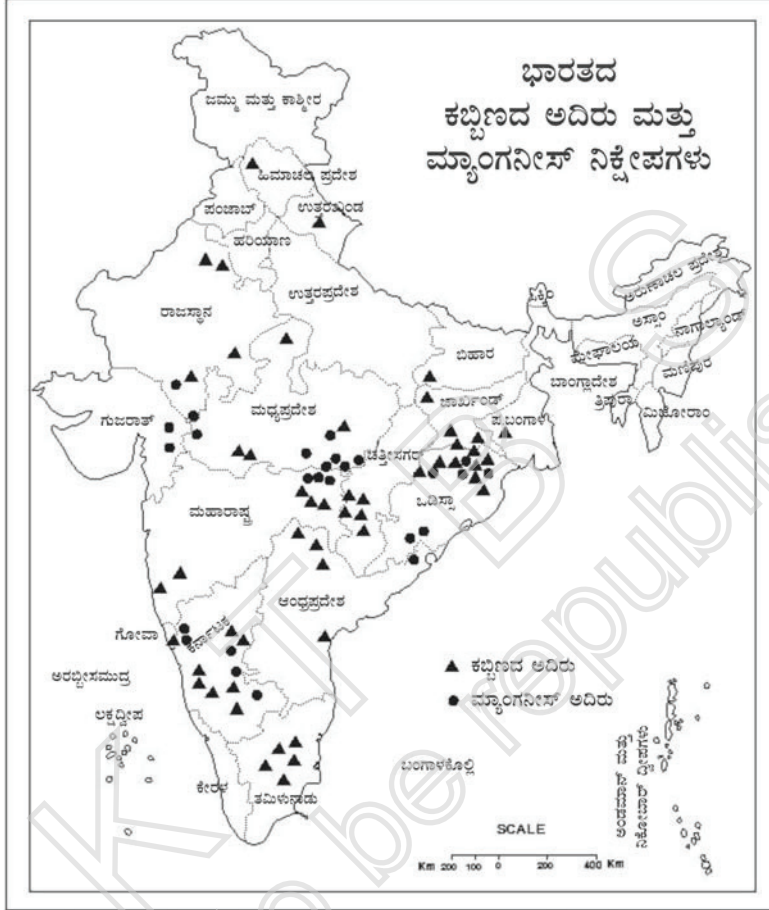 ಭಾರತದ
ಕಬ್ಬಿಣದ ಅದಿರು ಮತ್ತು
ಮ್ಯಾಂಗನೀಸ್ ನಿಕ್ಷೇಪಗಳು
ಜಮ್ಮು ಮತ್ತು ಕಾಶ್ಮೀರ
ಹಿಮಾಚಲ ಪ್ರದೇಶ
ಪಂಜಾಬ್
ಉತ್ತರಖಂಡ
ಹರಿಯಾಣ
ಉತ್ತರಪ್ರದೇಶ
ರಾಜಸ್ಥಾನ
ಸಿಕ್ಕಿಂ
ಅರುಣಾಚಲ ಪ್ರದೇಶ
ಅಸ್ಸಾಂ
ನಾಗಾಲ್ಯಾಂಡ್
ಮೇಘಾಲಯ
ಮಣಿಪುರ
ಬಿಹಾರ
ಬಾಂಗ್ಲಾದೇಶ
ತ್ರಿಪುರಾ
ಮಿಜೋರಾಂ
ಜಾರ್ಖಂಡ್
ಪ.ಬಂಗಾಳ
ಗುಜರಾತ್
ಮಧ್ಯಪ್ರದೇಶ
ಛತ್ತೀಸಗರ
ಒಡಿಸ್ಸಾ
ಮಹಾರಾಷ್ಟ್ರ
ಆಂಧ್ರಪ್ರದೇಶ
ಗೋವಾ
ಕರ್ನಾಟಕ
ಅರಬ್ಬೀಸಮುದ್ರ
ಲಕ್ಷದ್ವೀಪ
ಕಬ್ಬಿಣದ ಅದಿರು
ಮ್ಯಾಂಗನೀಸ್ ಅದಿರು
ಕೇರಳ
ತಮಿಳುನಾಡು
ಬಂಗಾಳಕೊಲ್ಲಿ
ಅಂಡಮಾನ್ ಮತ್ತು
ನಿಕೋಬಾರ್ ದ್ವೀಪಗಳು
SCALE
Km 200 100 0 200 400 Km
K T B S
be republis